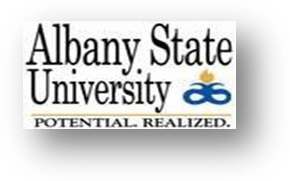 Albany State
University
POTENTIAL. REALIZED.